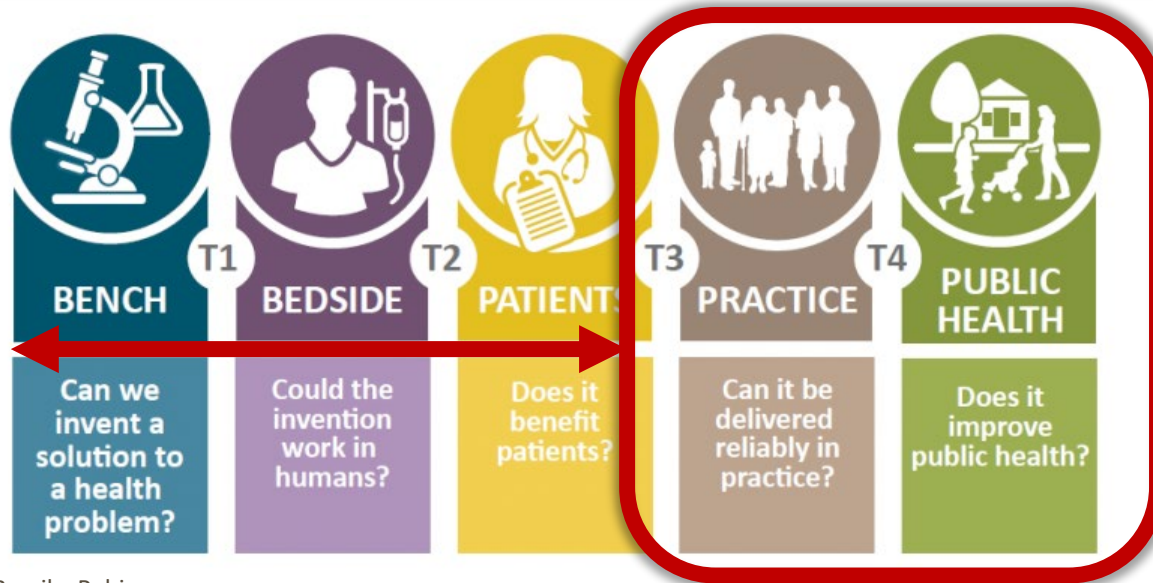 T1
T2
T3
T4
BENCH
BEDSIDE
PATIENTS
PRACTICE
PUBLIC
HEALTH
Can we
invent a
solution to
a health
problem?
Could the
invention
work in
humans?
Does it
benefit
patients?
Can it be
delivered
reliably in
practice?
Does it
improve
public health?